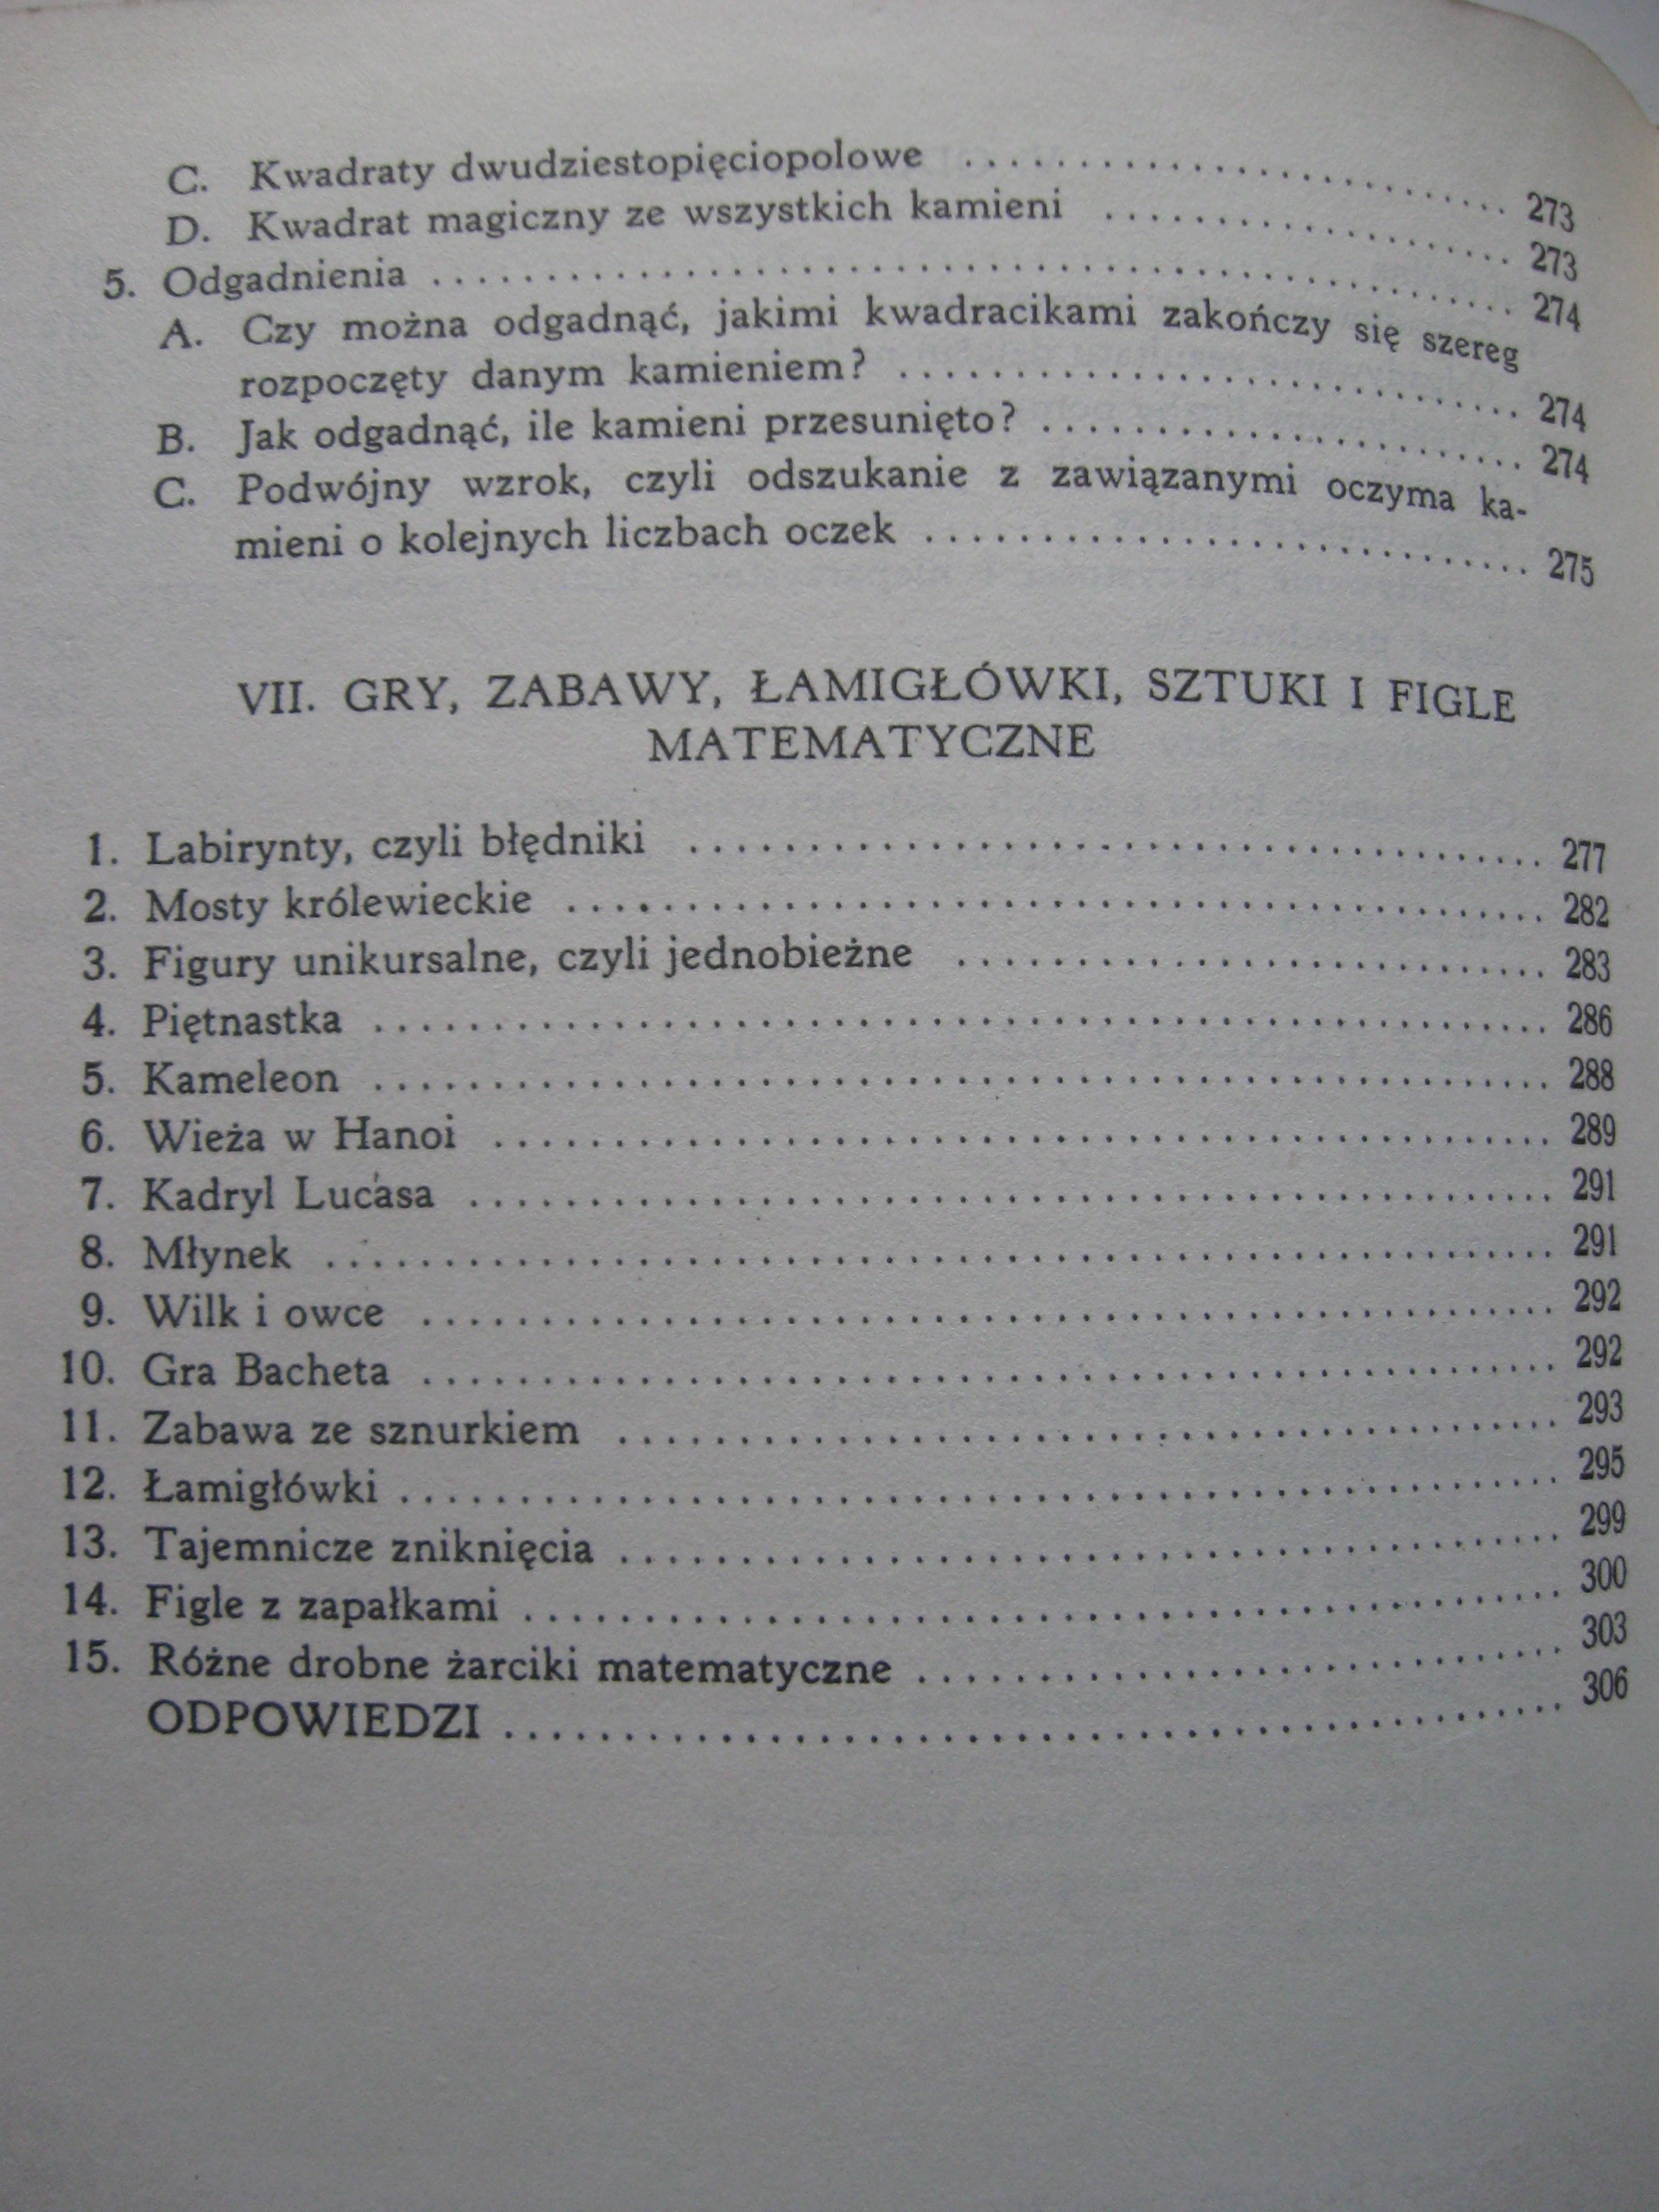 C. Kwadraty dwudziestopięciopolowe .......... 273
D. Kwadrat magiczny ze wszystkich kamieni .......... 273
5. Odgadnienia .......... 274
A. Czy można odgadnąć, jakimi kwadracikami zakończy się szereg
rozpoczęty danym kamieniem? .......... 274
B. Jak odgadnąć, ile kamieni przesunięto? .......... 274
C. Podwójny wzrok, czyli odszukanie z zawiązanymi oczyma ka-
mieni o kolejnych liczbach oczek .......... 275
VII. GRY, ZABAWY, ŁAMIGŁÓWKI, SZTUKI I FIGLE
MATEMATYCZNE
1. Labirynty, czyli błędniki .......... 277
2. Mosty królewieckie .......... 282
3. Figury unikursalne, czyli jednobieżne .......... 283
4. Piętnastka .......... 286
5. Kameleon .......... 288
6. Wieża w Hanoi .......... 289
7. Kadryl Lucasa .......... 291
8. Młynek .......... 291
9. Wilk i owce .......... 292
10. Gra Bacheta .......... 292
11. Zabawa ze sznurkiem .......... 293
12. Łamigłówki .......... 295
13. Tajemnicze zniknięcia .......... 299
14. Figle z zapałkami .......... 300
15. Różne drobne żarciki matematyczne .......... 303
ODPOWIEDZI .......... 306